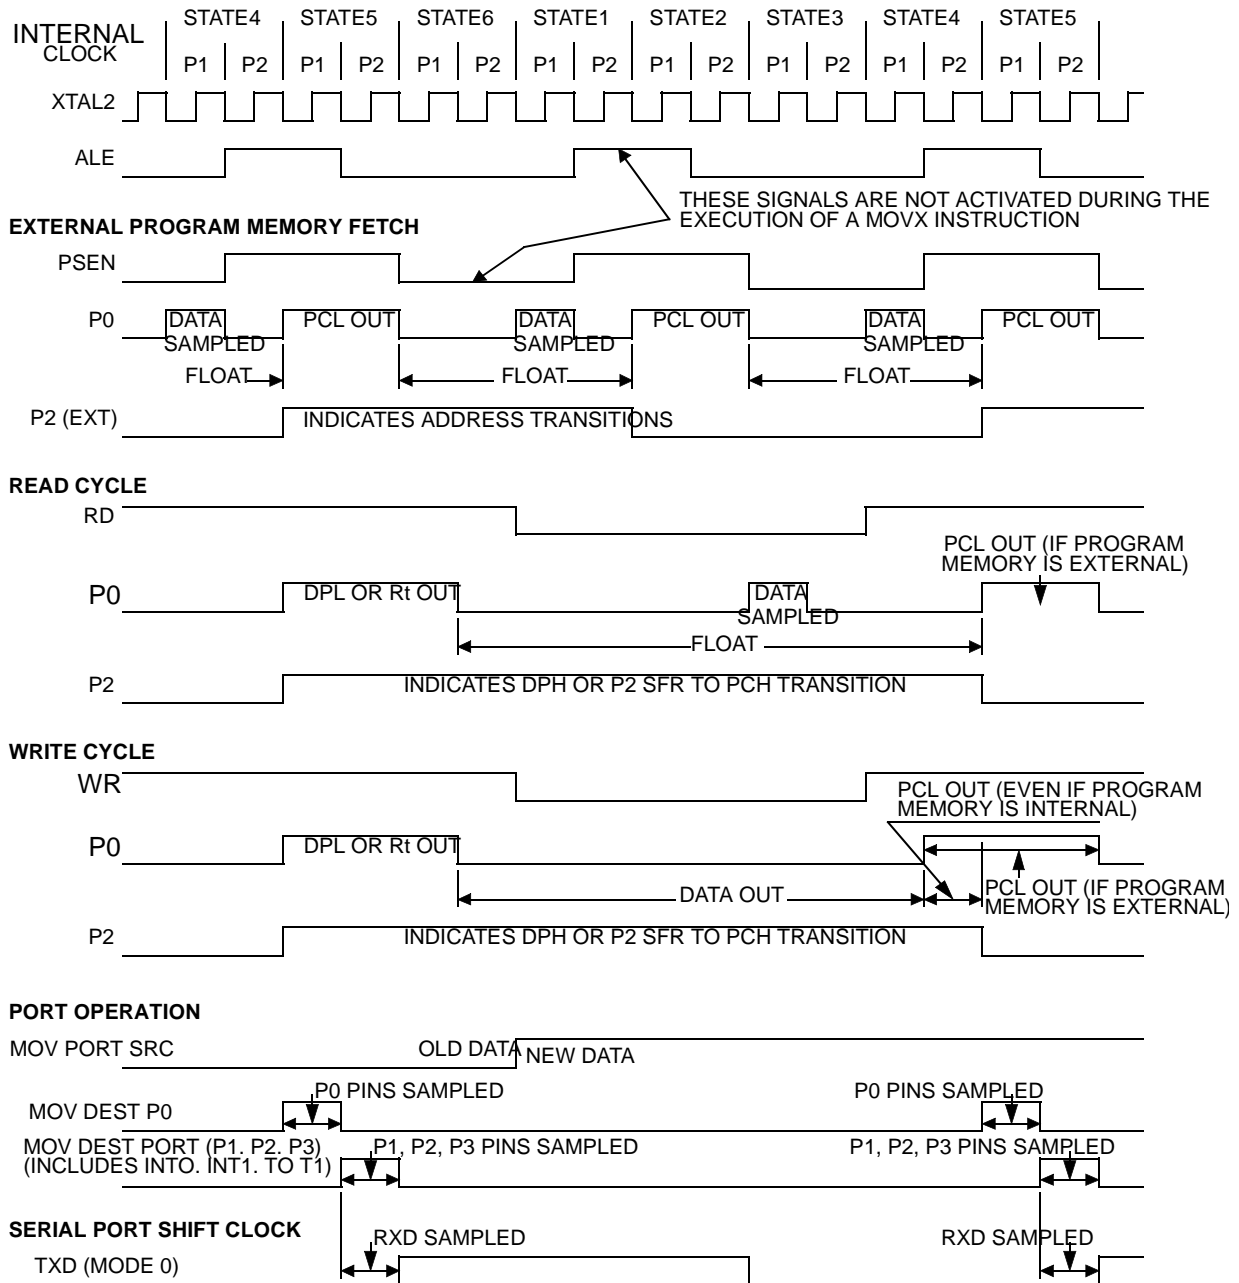 STATE4 STATE5 STATE6 STATE1 STATE2 STATE3 STATE4 STATE5
INTERNAL
CLOCK
P1 P2 P1 P2 P1 P2 P1 P2 P1 P2 P1 P2 P1 P2 P1 P2
XTAL2
ALE
THESE SIGNALS ARE NOT ACTIVATED DURING THE
EXECUTION OF A MOVX INSTRUCTION
EXTERNAL PROGRAM MEMORY FETCH
PSEN
P0 DATA PCL OUT DATA PCL OUT DATA PCL OUT
SAMPLED SAMPLED SAMPLED
FLOAT FLOAT FLOAT
P2 (EXT) INDICATES ADDRESS TRANSITIONS
READ CYCLE
RD
PCL OUT (IF PROGRAM
MEMORY IS EXTERNAL)
P0 DPL OR Rt OUT DATA
SAMPLED
FLOAT
P2 INDICATES DPH OR P2 SFR TO PCH TRANSITION
WRITE CYCLE
WR
PCL OUT (EVEN IF PROGRAM
MEMORY IS INTERNAL)
P0 DPL OR Rt OUT
DATA OUT
PCL OUT (IF PROGRAM
MEMORY IS EXTERNAL)
P2 INDICATES DPH OR P2 SFR TO PCH TRANSITION
PORT OPERATION
MOV PORT SRC OLD DATA NEW DATA
P0 PINS SAMPLED P0 PINS SAMPLED
MOV DEST P0
MOV DEST PORT (P1. P2. P3) P1, P2, P3 PINS SAMPLED P1, P2, P3 PINS SAMPLED
(INCLUDES INTO. INT1. TO T1)
SERIAL PORT SHIFT CLOCK
RXD SAMPLED RXD SAMPLED
TXD (MODE 0)